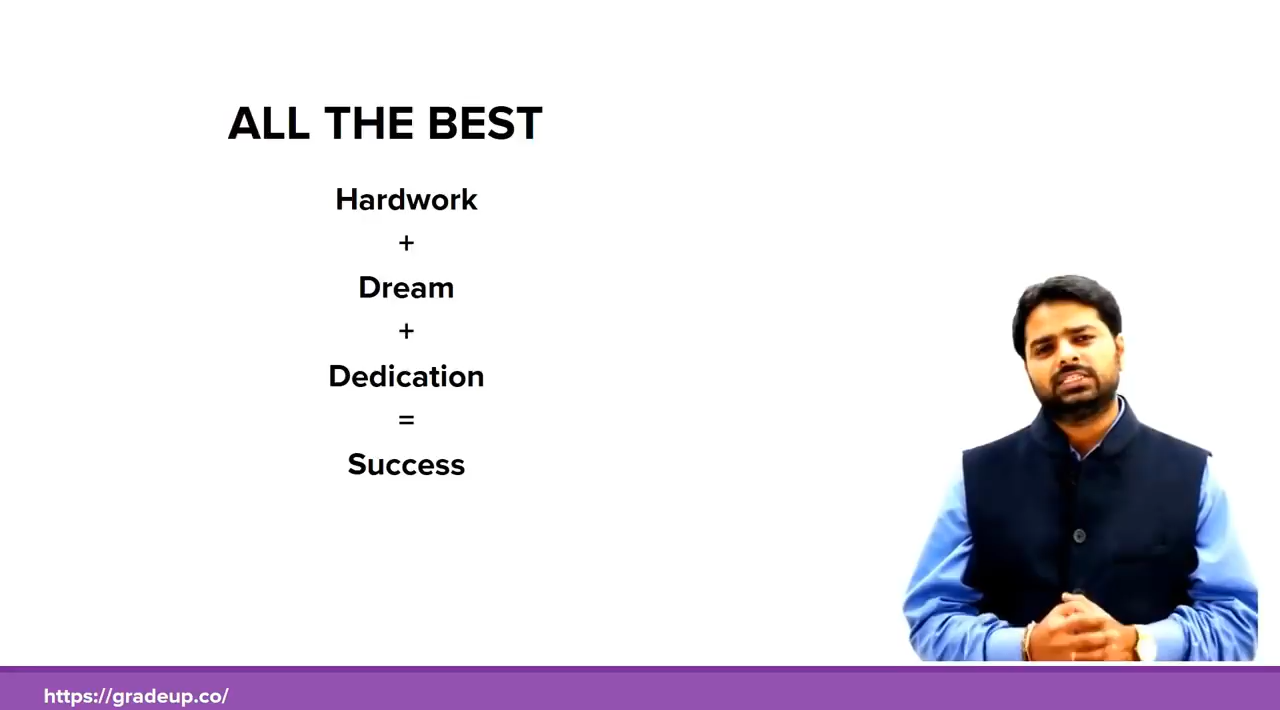 ALL THE BEST
Hardwork
+
Dream
+
Dedication
=
Success
https://gradeup.co/